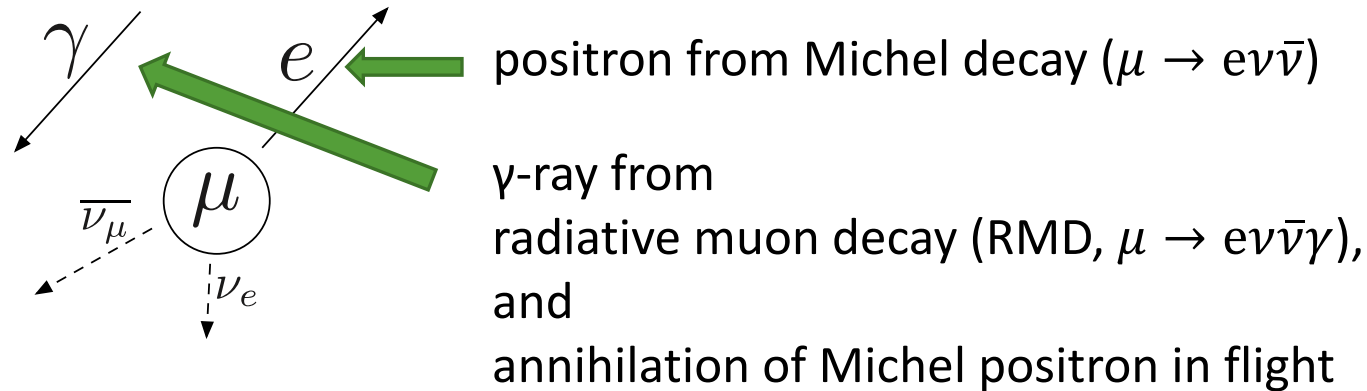 γ
e
positron from Michel decay (μ → eνν̄)
μ
γ-ray from
ν̄_μ
radiative muon decay (RMD, μ → eνν̄γ),
ν_e
and
annihilation of Michel positron in flight